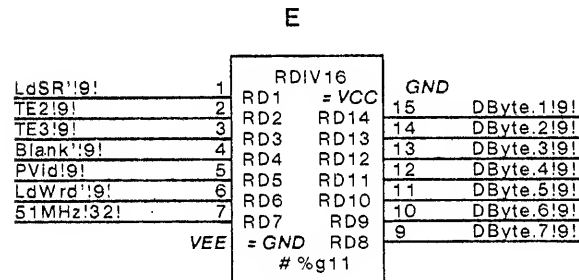 E
RDIV16
LdSR'!9! 1 RD1 =VCC GND
TE2!9! 2 RD2 RD14 15 DByte.1!9!
TE3!9! 3 RD3 RD13 14 DByte.2!9!
Blank'!9! 4 RD4 RD12 13 DByte.3!9!
PVid!9! 5 RD5 RD11 12 DByte.4!9!
LdWrd'!9! 6 RD6 RD10 11 DByte.5!9!
51MHz!32! 7 RD7 RD9 10 DByte.6!9!
VEE =GND RD8 9 DByte.7!9!
# %g11